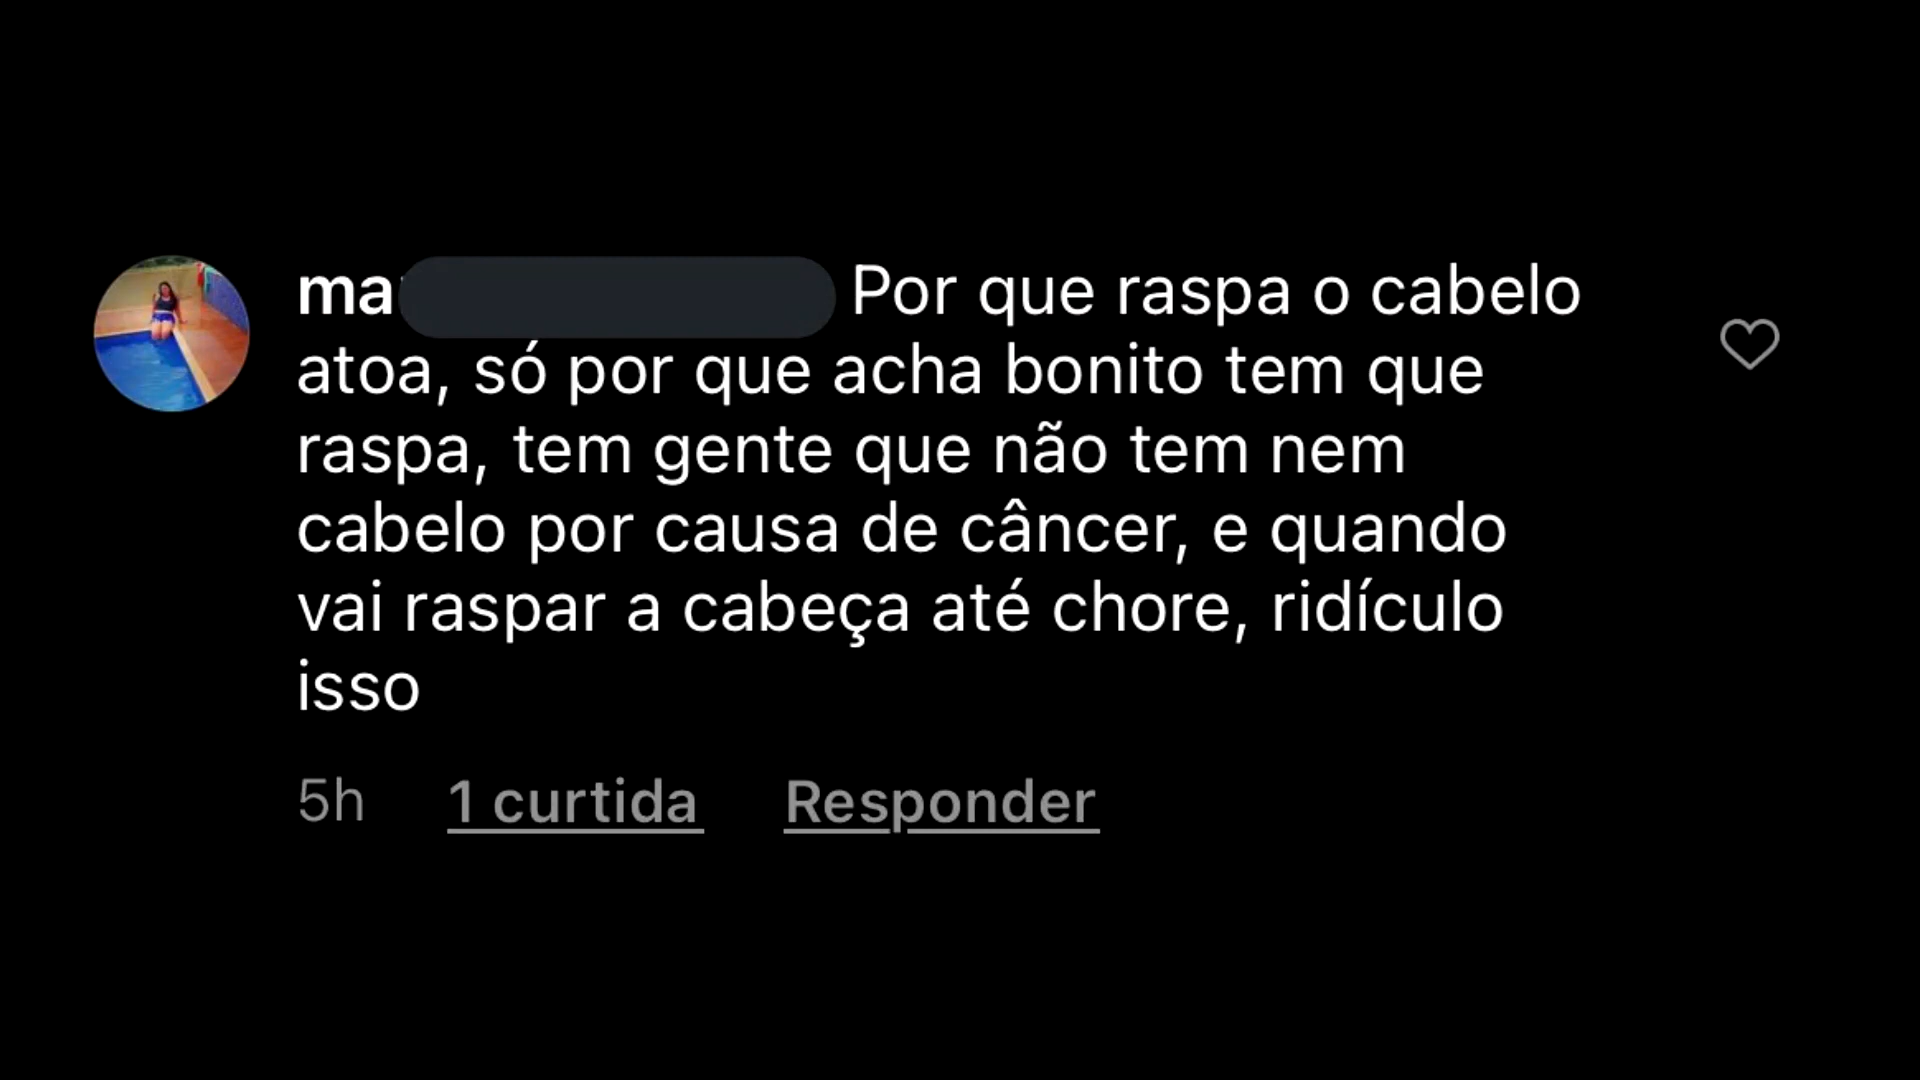 ma Por que raspa o cabelo
atoa, só por que acha bonito tem que
raspa, tem gente que não tem nem
cabelo por causa de câncer, e quando
vai raspar a cabeça até chore, ridículo
isso
5h 1 curtida Responder